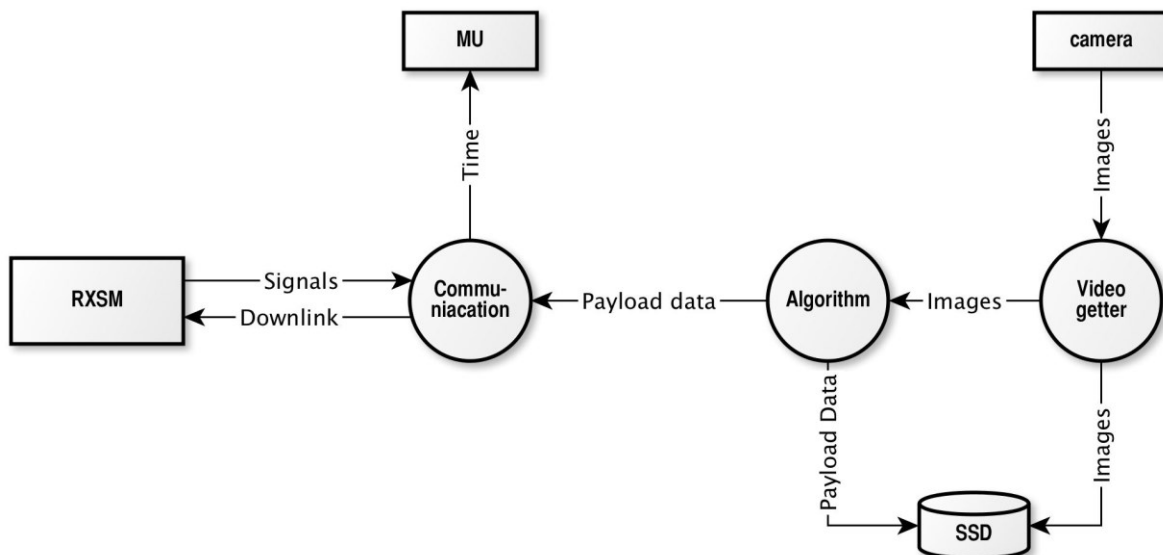 MU
camera
Time
Images
RXSM
Signals
Downlink
Commu-
niacation
Payload data
Algorithm
Images
Video
getter
Payload Data
Images
SSD